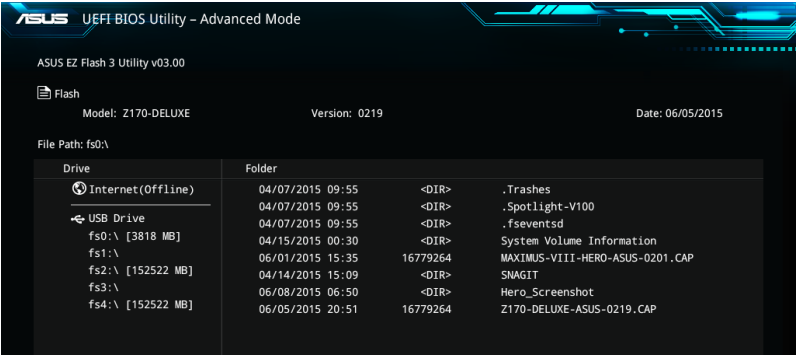 ASUS UEFI BIOS Utility – Advanced Mode
ASUS EZ Flash 3 Utility v03.00
Flash
Model: Z170-DELUXE Version: 0219 Date: 06/05/2015
File Path: fs0:\
Drive Folder
Internet(Offline) 04/07/2015 09:55 <DIR> .Trashes
04/07/2015 09:55 <DIR> .Spotlight-V100
USB Drive 04/07/2015 09:55 <DIR> .fseventsd
fs0:\ [3818 MB] 04/15/2015 00:30 <DIR> System Volume Information
fs1:\ 06/01/2015 15:35 16779264 MAXIMUS-VIII-HERO-ASUS-0201.CAP
fs2:\ [152522 MB] 04/14/2015 15:09 <DIR> SNAGIT
fs3:\ 06/08/2015 06:50 <DIR> Hero_Screenshot
fs4:\ [152522 MB] 06/05/2015 20:51 16779264 Z170-DELUXE-ASUS-0219.CAP